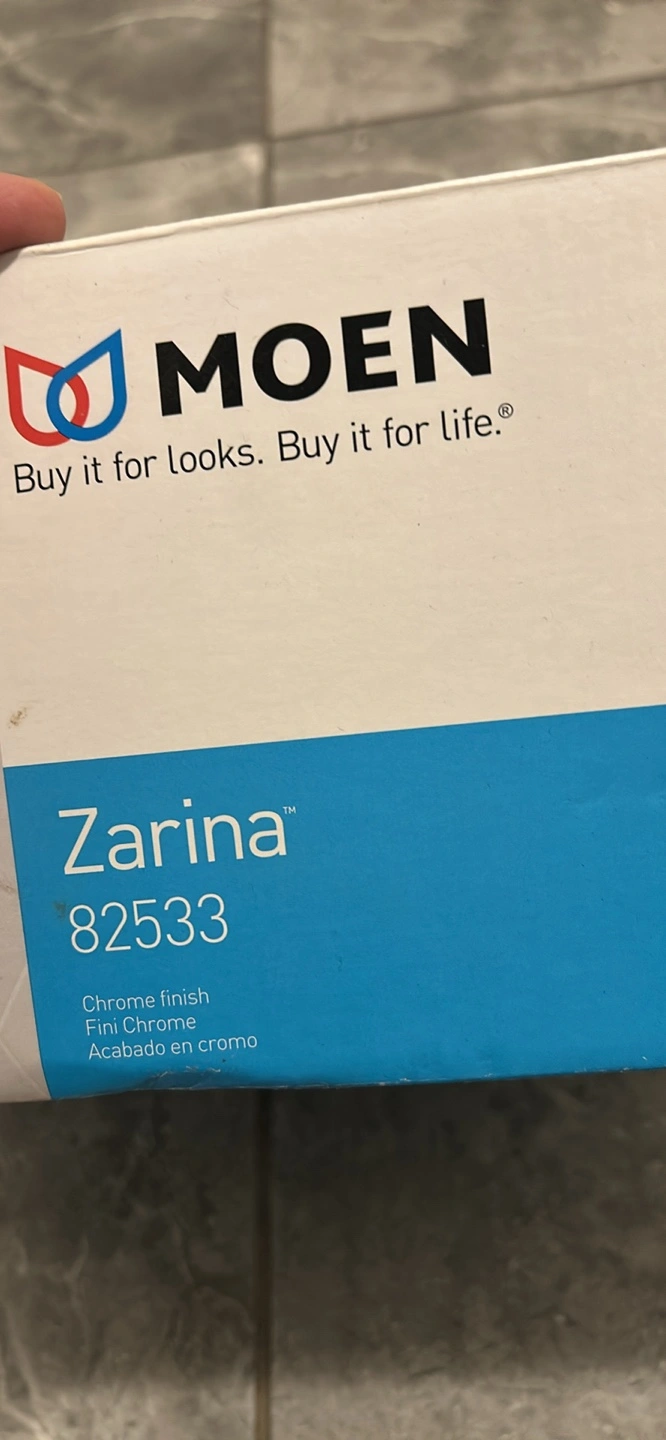 MOEN
Buy it for looks. Buy it for life.®
Zarina™
82533
Chrome finish
Fini Chrome
Acabado en cromo